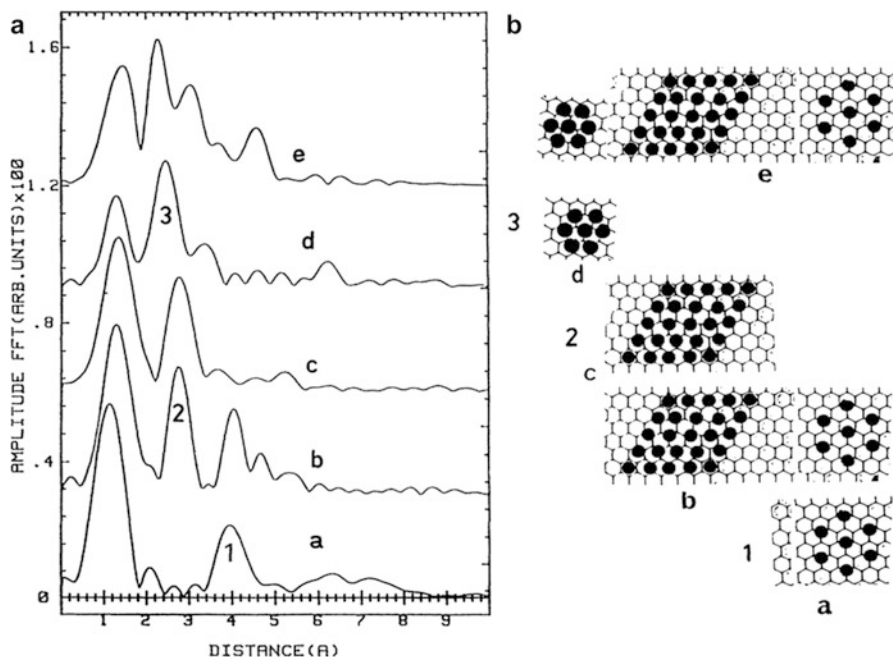 a
b
AMPLITUDE FFT(ARB.UNITS)×100
1.6
1.2
.8
.4
0
1 2 3 4 5 6 7 8 9
DISTANCE(A)
e
3
d
c
2
b
1
a
e
3
d
2
c
b
1
a